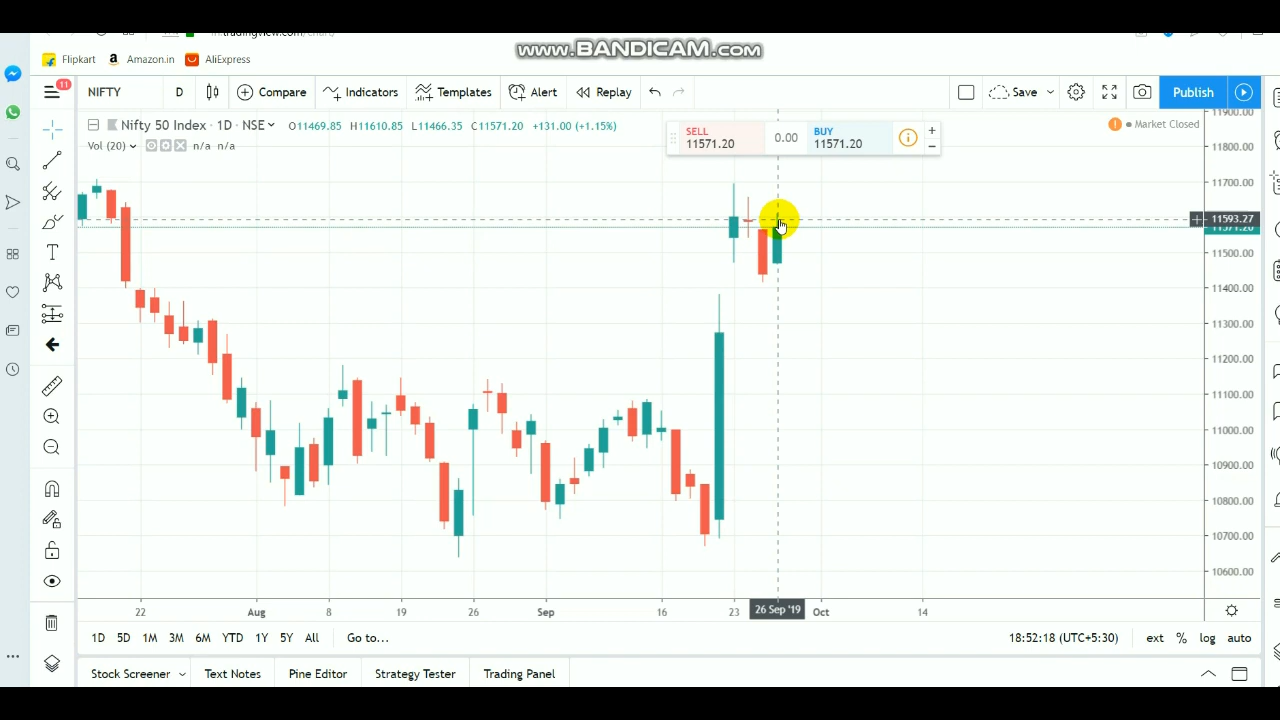 www.BANDICAM.com
Flipkart Amazon.in AliExpress
11 NIFTY D Compare Indicators Templates Alert Replay Save Publish
Nifty 50 Index · 1D · NSE O11469.85 H11610.85 L11466.35 C11571.20 +131.00 (+1.15%)
Market Closed
Vol (20) n/a n/a
SELL
11571.20
0.00
BUY
11571.20
+
−
11900.00
11800.00
11700.00
11593.27
11571.20
11500.00
11400.00
11300.00
11200.00
11100.00
11000.00
10900.00
10800.00
10700.00
10600.00
22 Aug 8 19 26 Sep 16 23 26 Sep '19 Oct 14
1D 5D 1M 3M 6M YTD 1Y 5Y All Go to... 18:52:18 (UTC+5:30) ext % log auto
Stock Screener Text Notes Pine Editor Strategy Tester Trading Panel